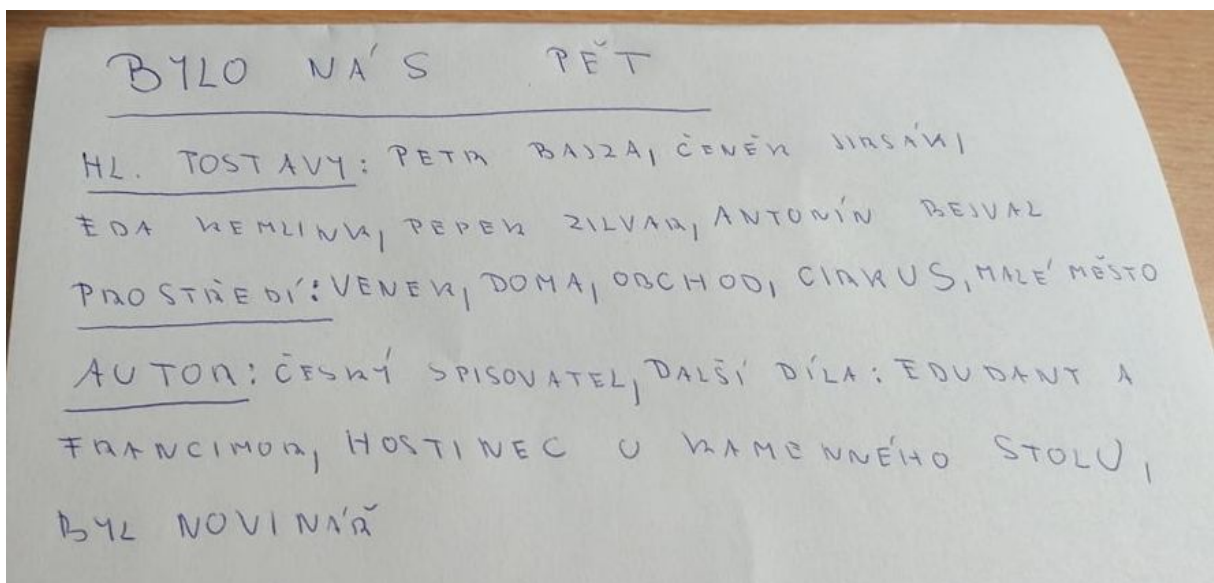 BYLO NÁS PĚT
HL. POSTAVY: PETR BAJZA, ČENĚK JIRSÁK,
EDA KEMLINK, PEPEK ZILVAR, ANTONÍN BEJVAL
PROSTŘEDÍ: VENEK, DOMA, OBCHOD, CIRKUS, MALÉ MĚSTO
AUTOR: ČESKÝ SPISOVATEL, DALŠÍ DÍLA: EDUDANT A
FRANCIMOR, HOSTINEC U KAMENNÉHO STOLU,
BYL NOVINÁŘ